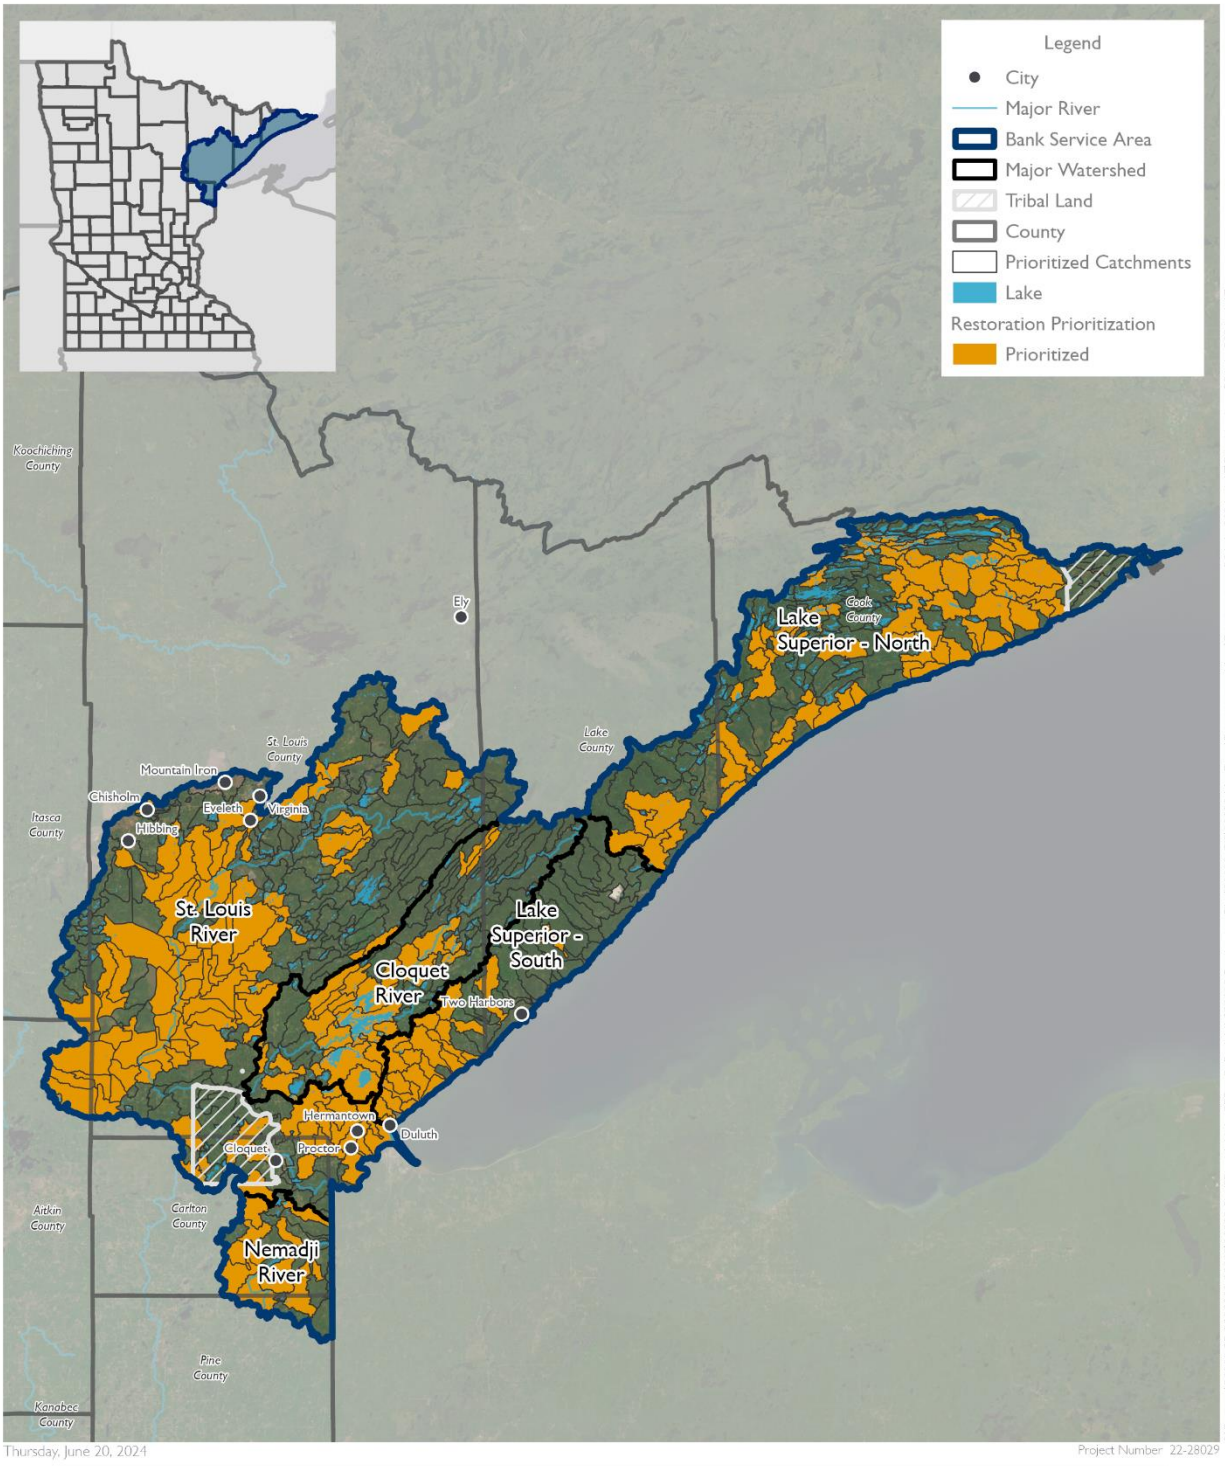 Legend
City
Major River
Bank Service Area
Major Watershed
Tribal Land
County
Prioritized Catchments
Lake
Restoration Prioritization
Prioritized
Koochiching
County
Ely
Cook
County
Lake
Superior - North
Lake
County
St. Louis
County
Mountain Iron
Chisholm
Eveleth
Virginia
Hibbing
Itasca
County
St. Louis
River
Lake
Superior -
South
Cloquet
River
Two Harbors
Hermantown
Duluth
Proctor
Cloquet
Aitkin
County
Carlton
County
Nemadji
River
Pine
County
Kanabec
County
Thursday, June 20, 2024
Project Number 22-28029